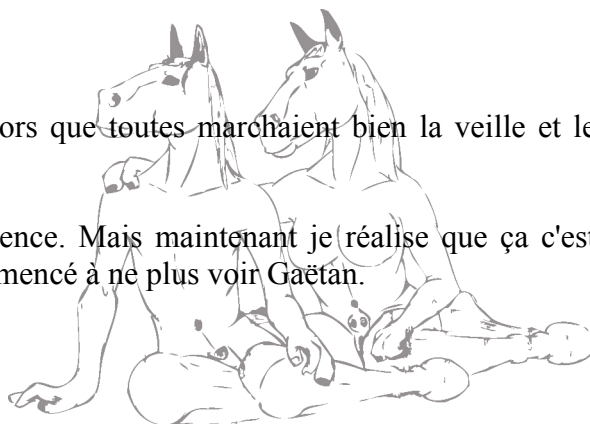 ors que toutes marchaient bien la veille et le
ence. Mais maintenant je réalise que ça c'est
mencé à ne plus voir Gaëtan.